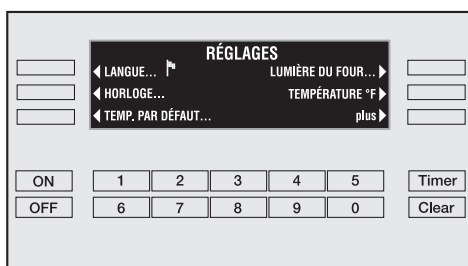 RÉGLAGES
LANGUE... LUMIÈRE DU FOUR...
HORLOGE... TEMPÉRATURE °F
TEMP. PAR DÉFAUT... plus
ON 1 2 3 4 5 Timer
OFF 6 7 8 9 0 Clear